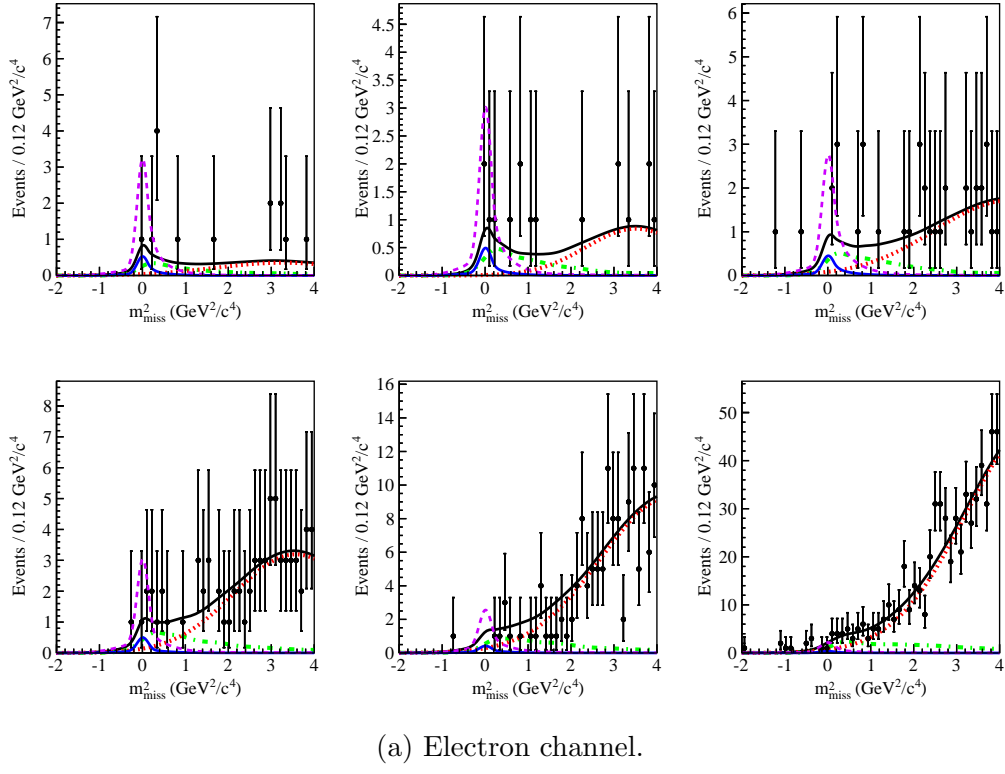 Events / 0.12 GeV²/c⁴
7
6
5
4
3
2
1
0
-2 -1 0 1 2 3 4
m²miss (GeV²/c⁴)
Events / 0.12 GeV²/c⁴
4.5
4
3.5
3
2.5
2
1.5
1
0.5
0
-2 -1 0 1 2 3 4
m²miss (GeV²/c⁴)
Events / 0.12 GeV²/c⁴
6
5
4
3
2
1
0
-2 -1 0 1 2 3 4
m²miss (GeV²/c⁴)
Events / 0.12 GeV²/c⁴
8
7
6
5
4
3
2
1
0
-2 -1 0 1 2 3 4
m²miss (GeV²/c⁴)
Events / 0.12 GeV²/c⁴
16
14
12
10
8
6
4
2
0
-2 -1 0 1 2 3 4
m²miss (GeV²/c⁴)
Events / 0.12 GeV²/c⁴
50
40
30
20
10
0
-2 -1 0 1 2 3 4
m²miss (GeV²/c⁴)
(a) Electron channel.